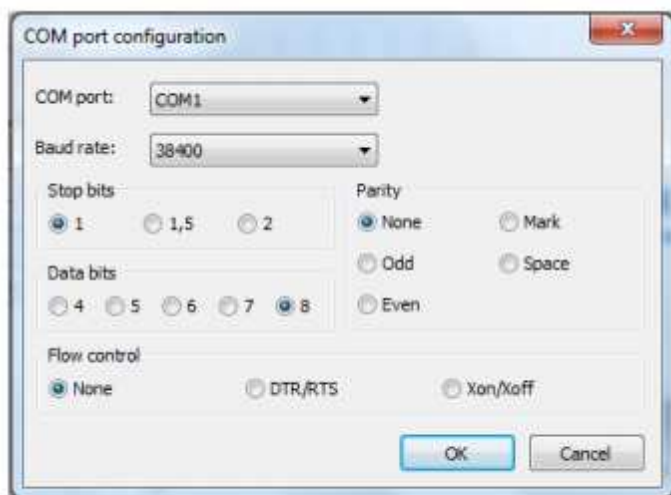 COM port configuration
COM port: COM1
Baud rate: 38400
Stop bits
1 1,5 2
Data bits
4 5 6 7 8
Parity
None Mark
Odd Space
Even
Flow control
None DTR/RTS Xon/Xoff
OK Cancel